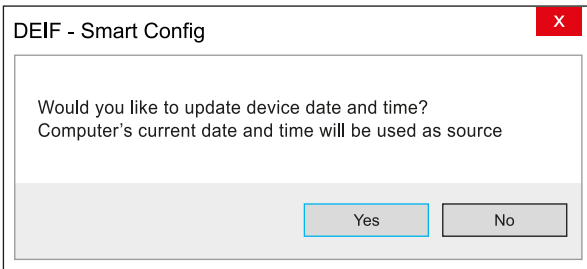 DEIF - Smart Config
X
Would you like to update device date and time?
Computer's current date and time will be used as source
Yes
No